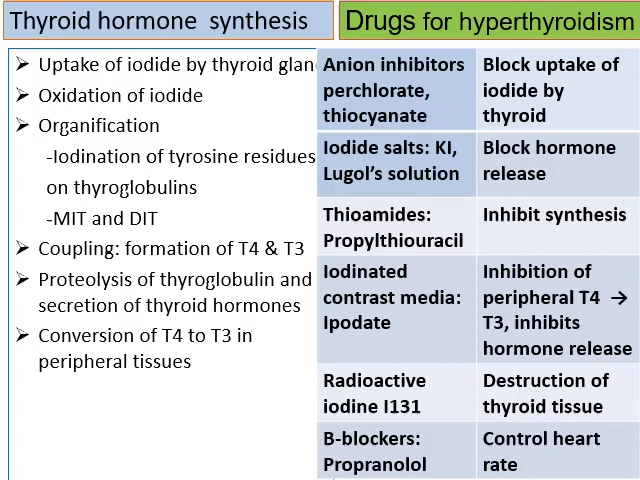 Thyroid hormone synthesis
Drugs for hyperthyroidism
➢ Uptake of iodide by thyroid glan
➢ Oxidation of iodide
➢ Organification
-Iodination of tyrosine residues
on thyroglobulins
-MIT and DIT
➢ Coupling: formation of T4 & T3
➢ Proteolysis of thyroglobulin and
secretion of thyroid hormones
➢ Conversion of T4 to T3 in
peripheral tissues
Anion inhibitors
perchlorate,
thiocyanate
Block uptake of
iodide by
thyroid
Iodide salts: KI,
Lugol’s solution
Block hormone
release
Thioamides:
Propylthiouracil
Inhibit synthesis
Iodinated
contrast media:
Ipodate
Inhibition of
peripheral T4 →
T3, inhibits
hormone release
Radioactive
iodine I131
Destruction of
thyroid tissue
B-blockers:
Propranolol
Control heart
rate